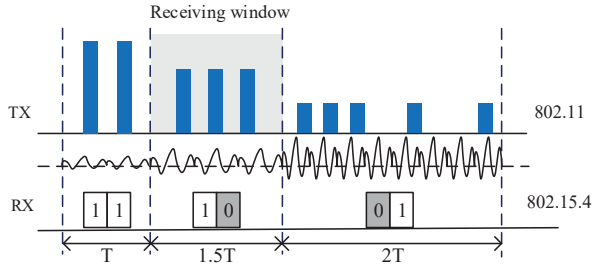 Receiving window
TX
802.11
RX
1 1
1 0
0 1
802.15.4
T
1.5T
2T